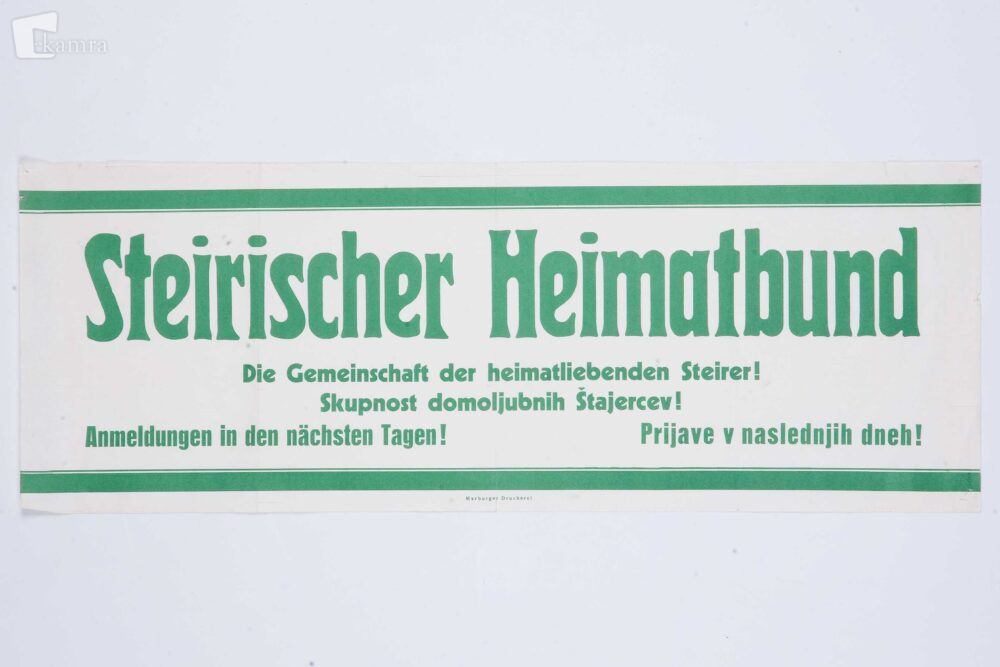 kamra
Steirischer Heimatbund
Die Gemeinschaft der heimatliebenden Steirer!
Skupnost domoljubnih Štajercev!
Anmeldungen in den nächsten Tagen! Prijave v naslednjih dneh!
Marburger Druckerei